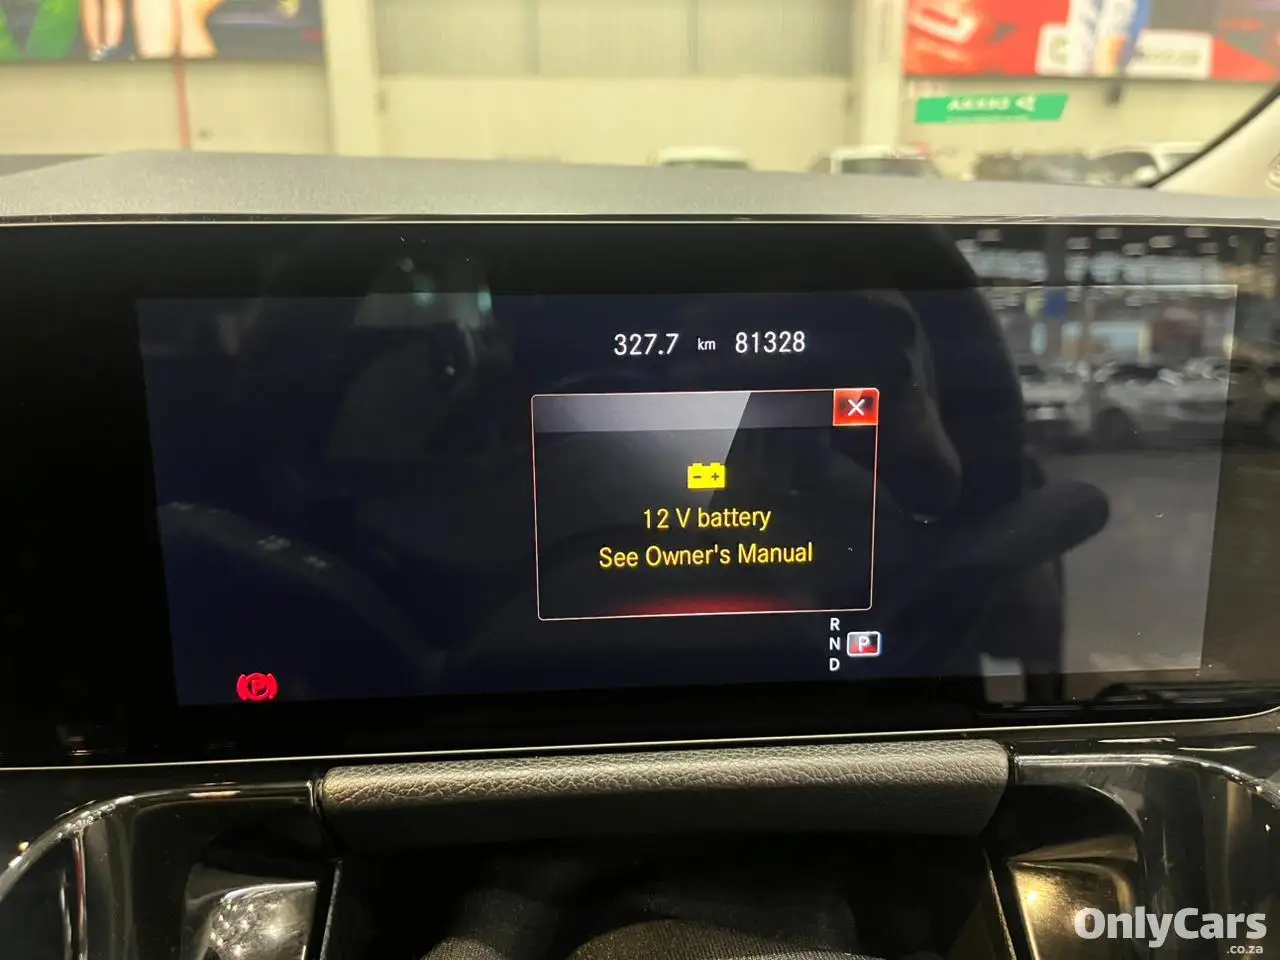 327.7 km 81328
12 V battery
See Owner's Manual
R
N P
D
P
OnlyCars
.co.za